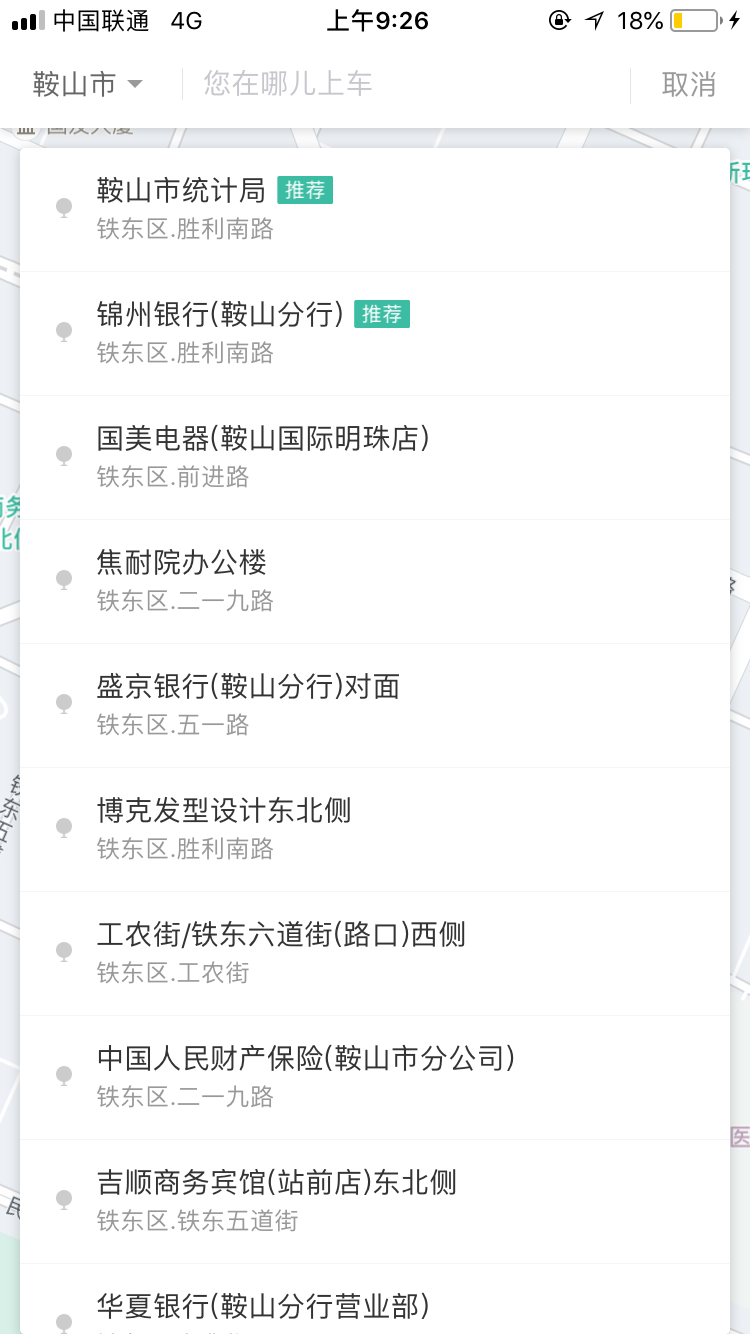 中国联通 4G 上午9:26 18%
鞍山市 您在哪儿上车 取消
鞍山市统计局 推荐
铁东区.胜利南路
锦州银行(鞍山分行) 推荐
铁东区.胜利南路
国美电器(鞍山国际明珠店)
铁东区.前进路
焦耐院办公楼
铁东区.二一九路
盛京银行(鞍山分行)对面
铁东区.五一路
博克发型设计东北侧
铁东区.胜利南路
工农街/铁东六道街(路口)西侧
铁东区.工农街
中国人民财产保险(鞍山市分公司)
铁东区.二一九路
吉顺商务宾馆(站前店)东北侧
铁东区.铁东五道街
华夏银行(鞍山分行营业部)